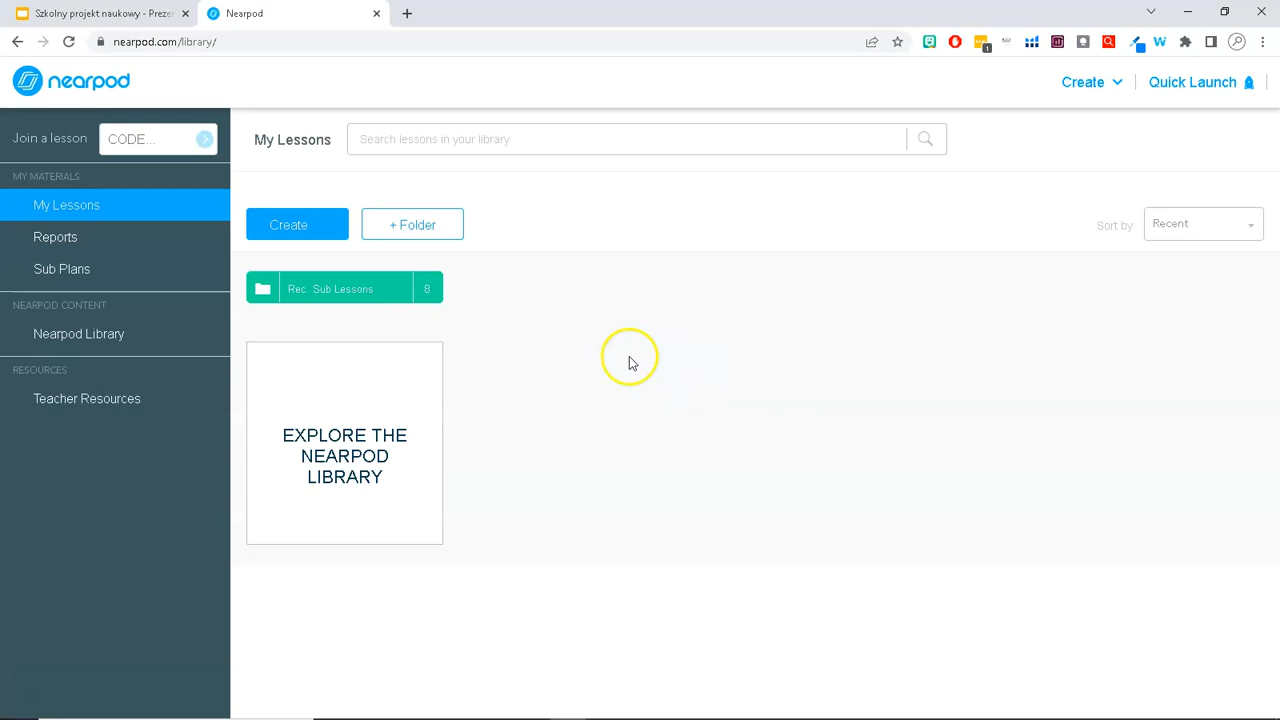 Szkolny projekt naukowy - Prezer
Nearpod
nearpod.com/library/
1
nearpod
Create
Quick Launch
Join a lesson
CODE...
My Lessons
Search lessons in your library
MY MATERIALS
My Lessons
Reports
Sub Plans
NEARPOD CONTENT
Nearpod Library
RESOURCES
Teacher Resources
Create
+ Folder
Sort by:
Recent
Rec. Sub Lessons
8
EXPLORE THE
NEARPOD
LIBRARY